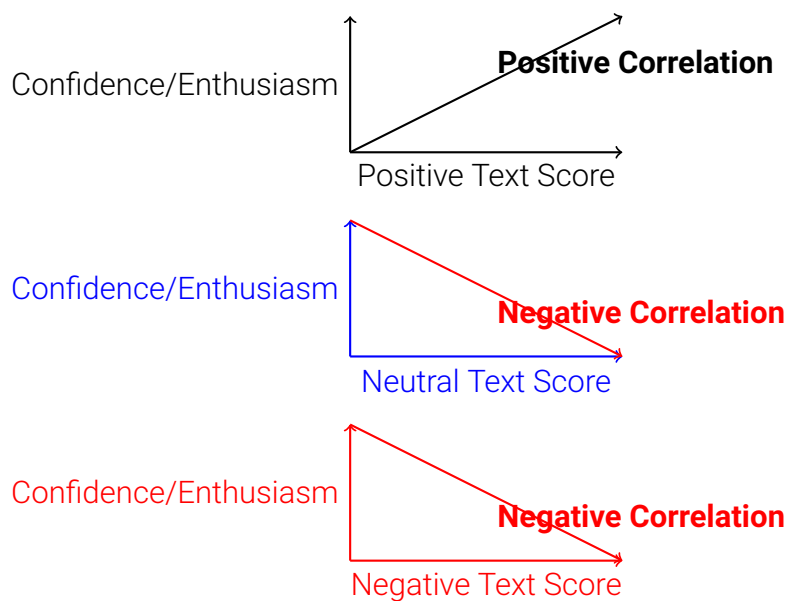 Positive Correlation
Confidence/Enthusiasm
Positive Text Score
Confidence/Enthusiasm
Negative Correlation
Neutral Text Score
Confidence/Enthusiasm
Negative Correlation
Negative Text Score